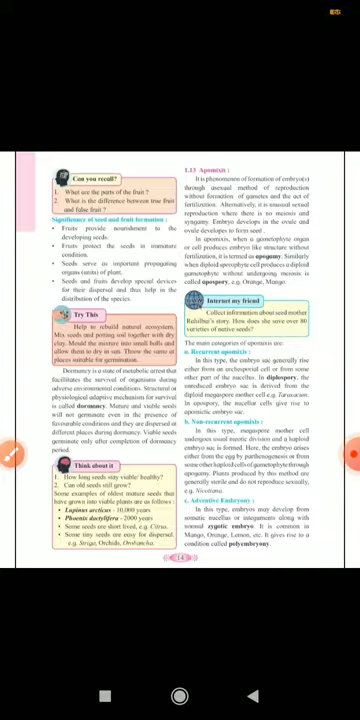 Can you recall?
1. What are the parts of the fruit ?
2. What is the difference between true fruit
and false fruit ?
Significance of seed and fruit formation :
• Fruits provide nourishment to the
developing seeds.
• Fruits protect the seeds in immature
condition.
• Seeds serve as important propagating
organs (units) of plant.
• Seeds and fruits develop special devices
for their dispersal and thus help in the
distribution of the species.
Try This
Help to rebuild natural ecosystem.
Mix seeds and potting soil together with dry
clay. Mould the mixture into small balls and
allow them to dry in sun. Throw the same at
places suitable for germination.
Dormancy is a state of metabolic arrest that
facilitates the survival of organisms during
adverse environmental conditions. Structural or
physiological adaptive mechanism for survival
is called dormancy. Mature and viable seeds
will not germinate even in the presence of
favourable conditions and they are dispersed at
different places during dormancy. Viable seeds
germinate only after completion of dormancy
period.
Think about it
1. How long seeds stay viable/ healthy?
2. Can old seeds still grow?
Some examples of oldest mature seeds that
have grown into viable plants are as follows :
• Lupinus arcticus - 10,000 years
• Phoenix dactylifera - 2000 years
• Some seeds are short lived, e.g. Citrus.
• Some tiny seeds are easy for dispersal.
e.g. Striga, Orchids, Orobancha.
1.13 Apomixis :
It is phenomenon of formation of embryo(s)
through asexual method of reproduction
without formation of gametes and the act of
fertilization. Alternatively, it is unusual sexual
reproduction where there is no meiosis and
syngamy. Embryo develops in the ovule and
ovule develops to form seed .
In apomixis, when a gametophyte organ
or cell produces embryo like structure without
fertilization, it is termed as apogamy. Similarly
when diploid sporophyte cell produces a diploid
gametophyte without undergoing meiosis is
called apospory, e.g. Orange, Mango.
Internet my friend
Collect information about seed mother
Rahibai's story. How does she save over 80
varieties of native seeds?
The main categories of apomixis are:
a. Recurrent apomixis :
In this type, the embryo sac generally rise
either from an archesporial cell or from some
other part of the nucellus. In diplospory, the
unreduced embryo sac is derived from the
diploid megaspore mother cell e.g. Taraxacum.
In apospory, the nucellar cells give rise to
apomictic embryo sac.
b. Non-recurrent apomixis :
In this type, megaspore mother cell
undergoes usual meotic division and a haploid
embryo sac is formed. Here, the embryo arises
either from the egg by parthenogenesis or from
some other haploid cells of gametophyte through
apogamy. Plants produced by this method are
generally sterile and do not reproduce sexually,
e.g. Nicotiana.
c. Adventive Embryony :
In this type, embryos may develop from
somatic nucellus or integuments along with
normal zygotic embryo. It is common in
Mango, Orange, Lemon, etc. It gives rise to a
condition called polyembryony.
14